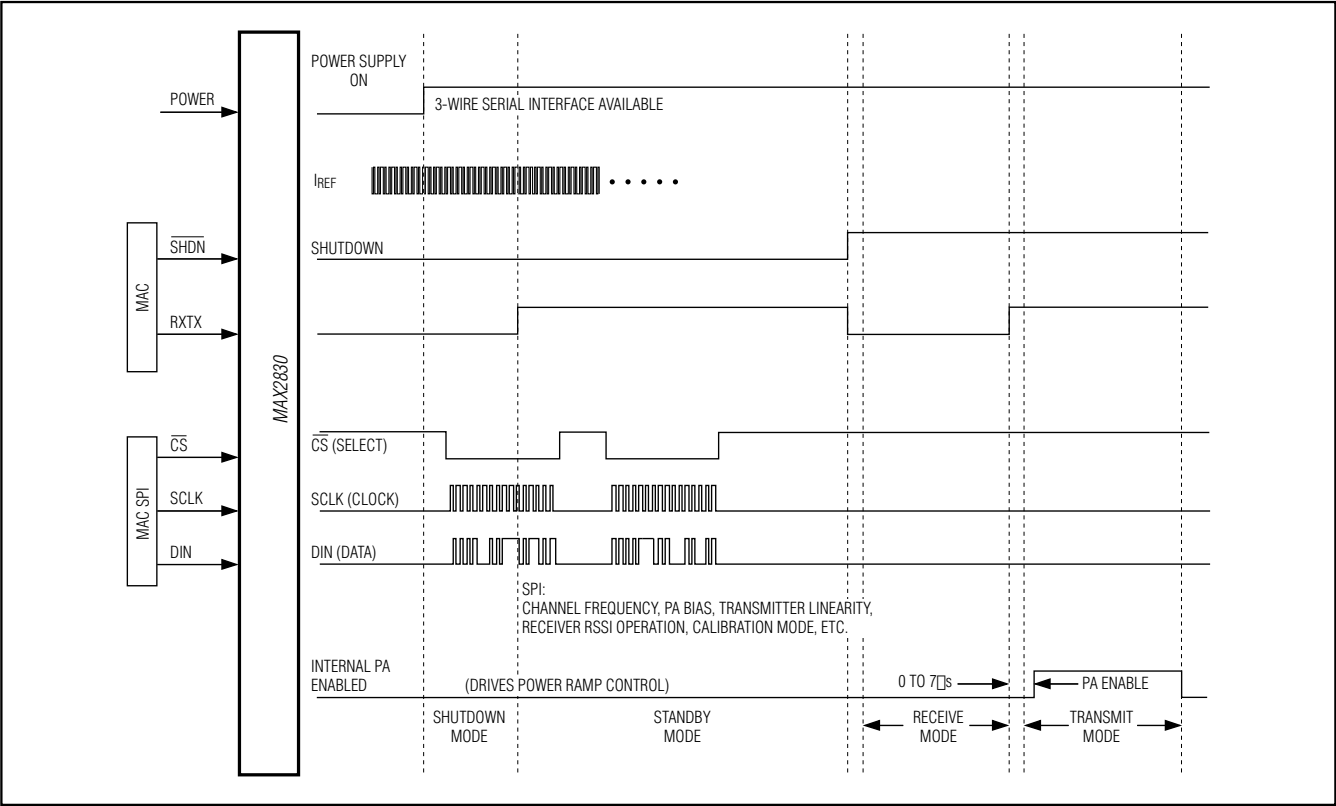 POWER SUPPLY
ON
POWER
3-WIRE SERIAL INTERFACE AVAILABLE
IREF
MAC
SHDN
SHUTDOWN
RXTX
MAX2830
MAC SPI
CS
CS (SELECT)
SCLK
SCLK (CLOCK)
DIN
DIN (DATA)
SPI:
CHANNEL FREQUENCY, PA BIAS, TRANSMITTER LINEARITY,
RECEIVER RSSI OPERATION, CALIBRATION MODE, ETC.
INTERNAL PA
ENABLED
(DRIVES POWER RAMP CONTROL)
0 TO 7□s
PA ENABLE
SHUTDOWN
MODE
STANDBY
MODE
RECEIVE
MODE
TRANSMIT
MODE